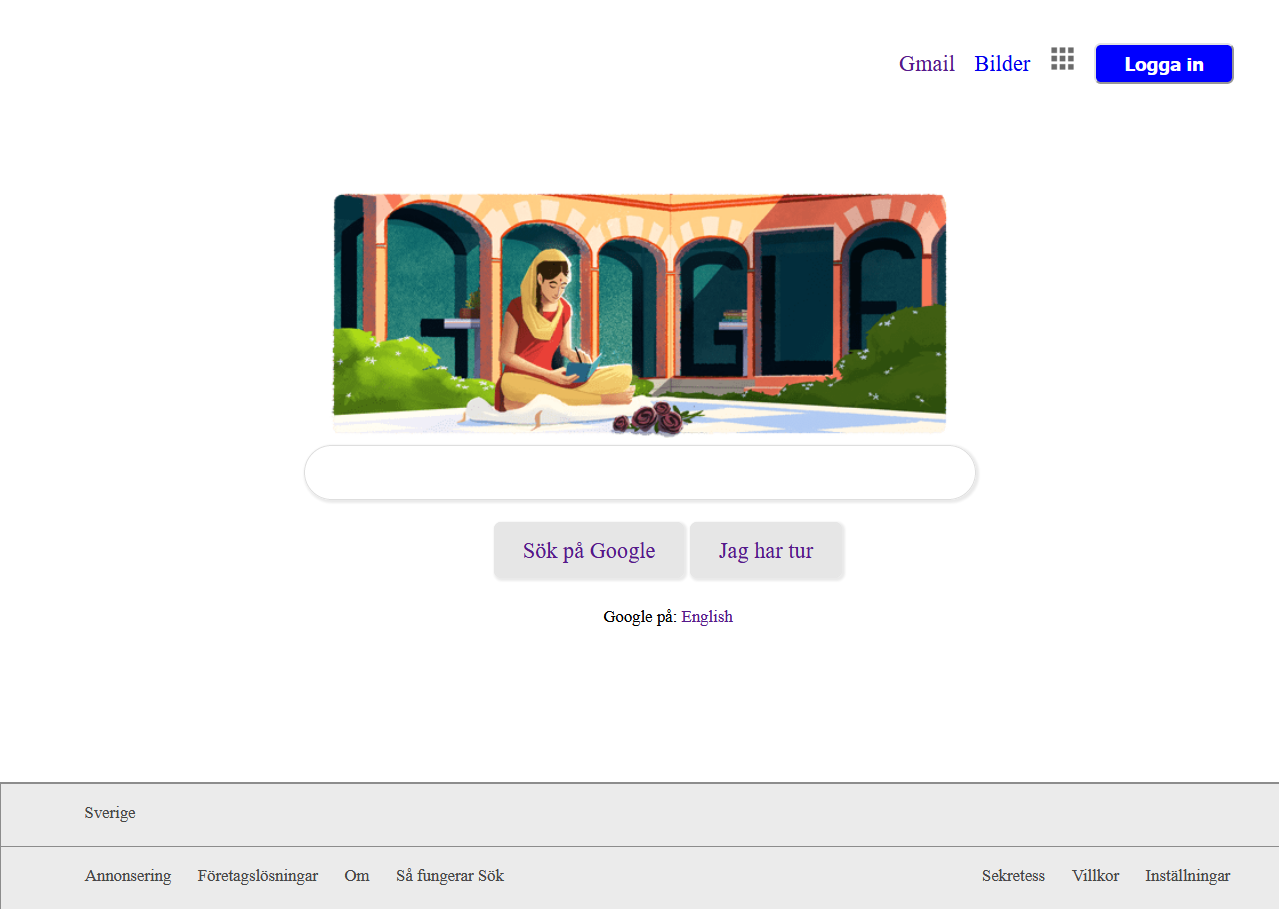 Gmail Bilder Logga in
GOOGLE
Sök på Google Jag har tur
Google på: English
Sverige
Annonsering Företagslösningar Om Så fungerar Sök Sekretess Villkor Inställningar